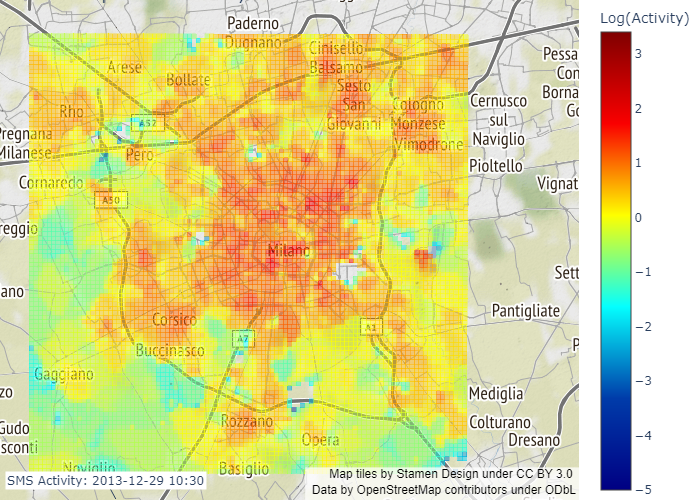 Log(Activity)
Paderno
Dugnano
Cinisello
Balsamo
Arese
Bollate
Sesto
San
Giovanni
Pessa
Con
Borna
Go
Rho
A52
Cologno
Monzese
Cernusco
sul
Naviglio
Pregnana
Milanese
Pero
Vimodrone
Pioltello
Cornaredo
Vignat
A50
reggio
Milano
Sett
ano
Corsico
A7
A1
Pantigliate
Buccinasco
P
Gaggiano
zo
Mediglia
Rozzano
Colturano
Gudo
sconti
Opera
Dresano
Noviglio
Basiglio
SMS Activity: 2013-12-29 10:30
Map tiles by Stamen Design under CC BY 3.0
Data by OpenStreetMap contributors under ODbL
3
2
1
0
−1
−2
−3
−4
−5